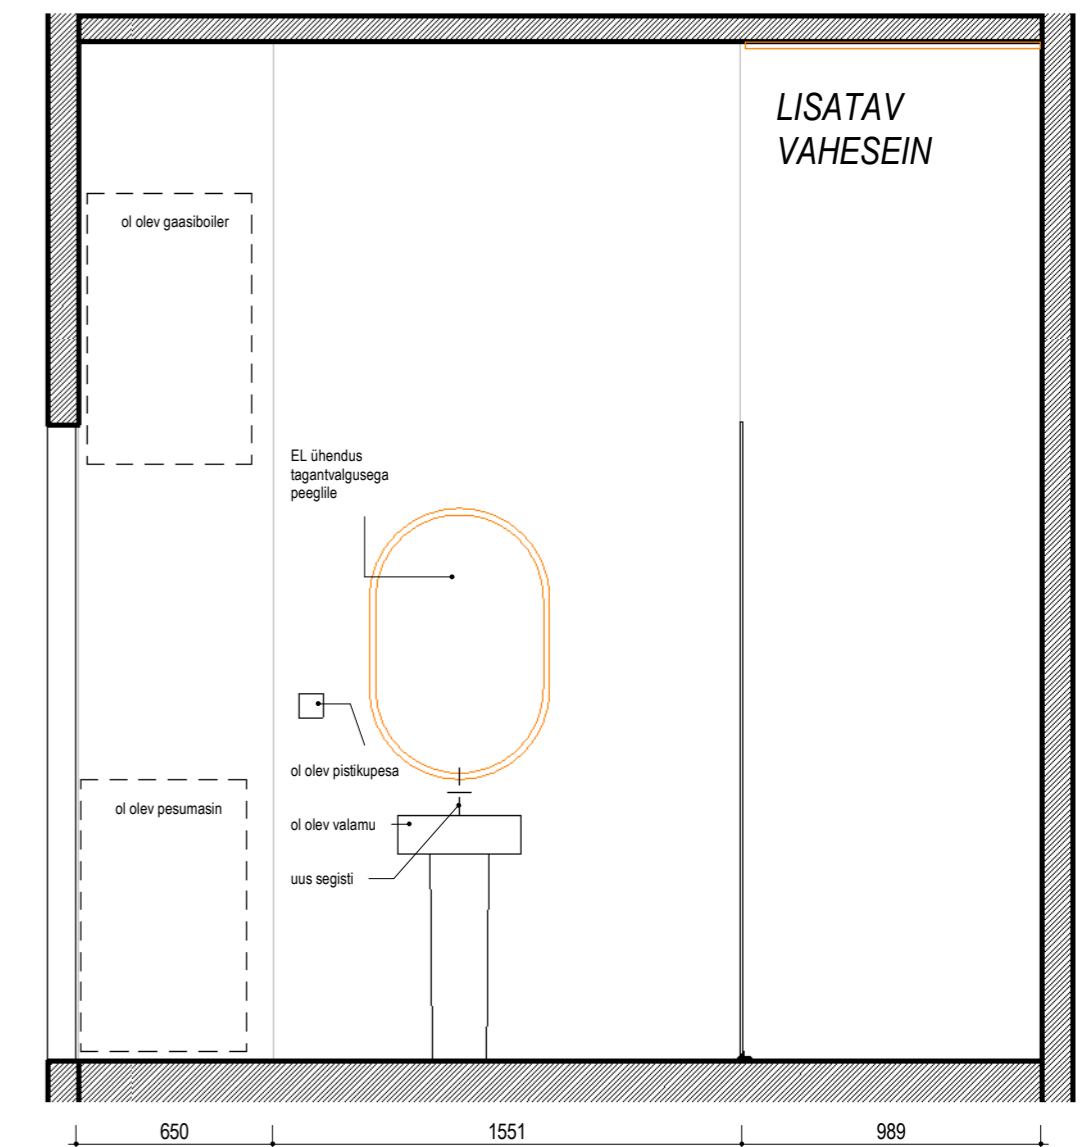 LISATAV
VAHESEIN
ol olev gaasiboiler
EL ühendus
tagantvalgusega
peeglile
ol olev pistikupesa
ol olev pesumasin
ol olev valamu
uus segisti
650
1551
989